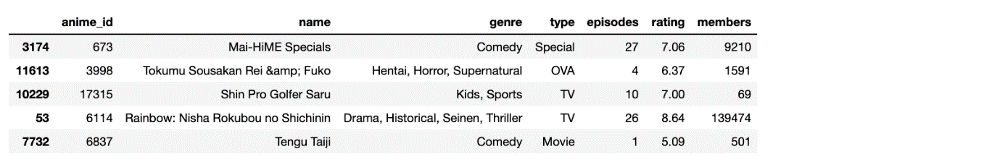 anime_id name genre type episodes rating members
3174 673 Mai-HiME Specials Comedy Special 27 7.06 9210
11613 3998 Tokumu Sousakan Rei &amp; Fuko Hentai, Horror, Supernatural OVA 4 6.37 1591
10229 17315 Shin Pro Golfer Saru Kids, Sports TV 10 7.00 69
53 6114 Rainbow: Nisha Rokubou no Shichinin Drama, Historical, Seinen, Thriller TV 26 8.64 139474
7732 6837 Tengu Taiji Comedy Movie 1 5.09 501